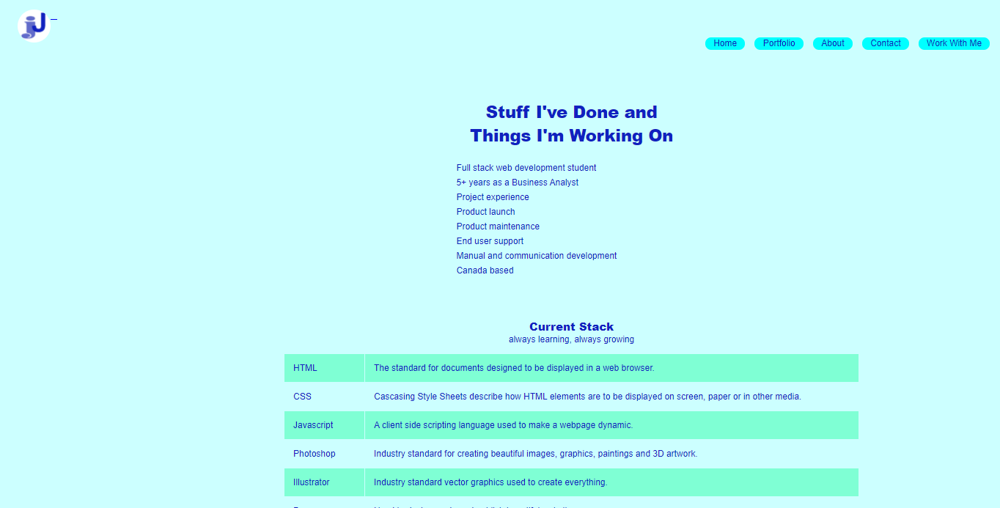 jJ
Home Portfolio About Contact Work With Me
Stuff I've Done and
Things I'm Working On
Full stack web development student
5+ years as a Business Analyst
Project experience
Product launch
Product maintenance
End user support
Manual and communication development
Canada based
Current Stack
always learning, always growing
HTML The standard for documents designed to be displayed in a web browser.
CSS Cascasing Style Sheets describe how HTML elements are to be displayed on screen, paper or in other media.
Javascript A client side scripting language used to make a webpage dynamic.
Photoshop Industry standard for creating beautiful images, graphics, paintings and 3D artwork.
Illustrator Industry standard vector graphics used to create everything.